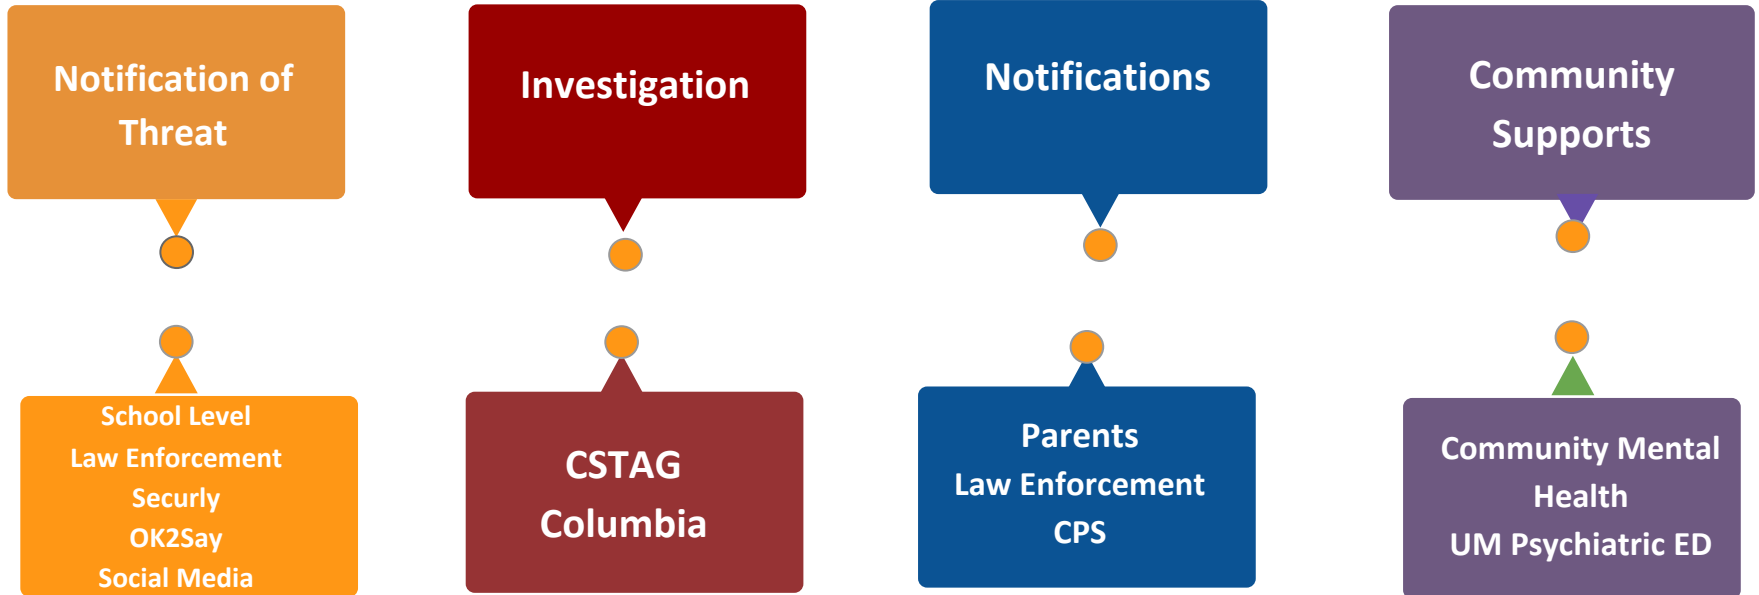 Notification of
Threat
Investigation
Notifications
Community
Supports
School Level
Law Enforcement
Securly
OK2Say
Social Media
CSTAG
Columbia
Parents
Law Enforcement
CPS
Community Mental
Health
UM Psychiatric ED